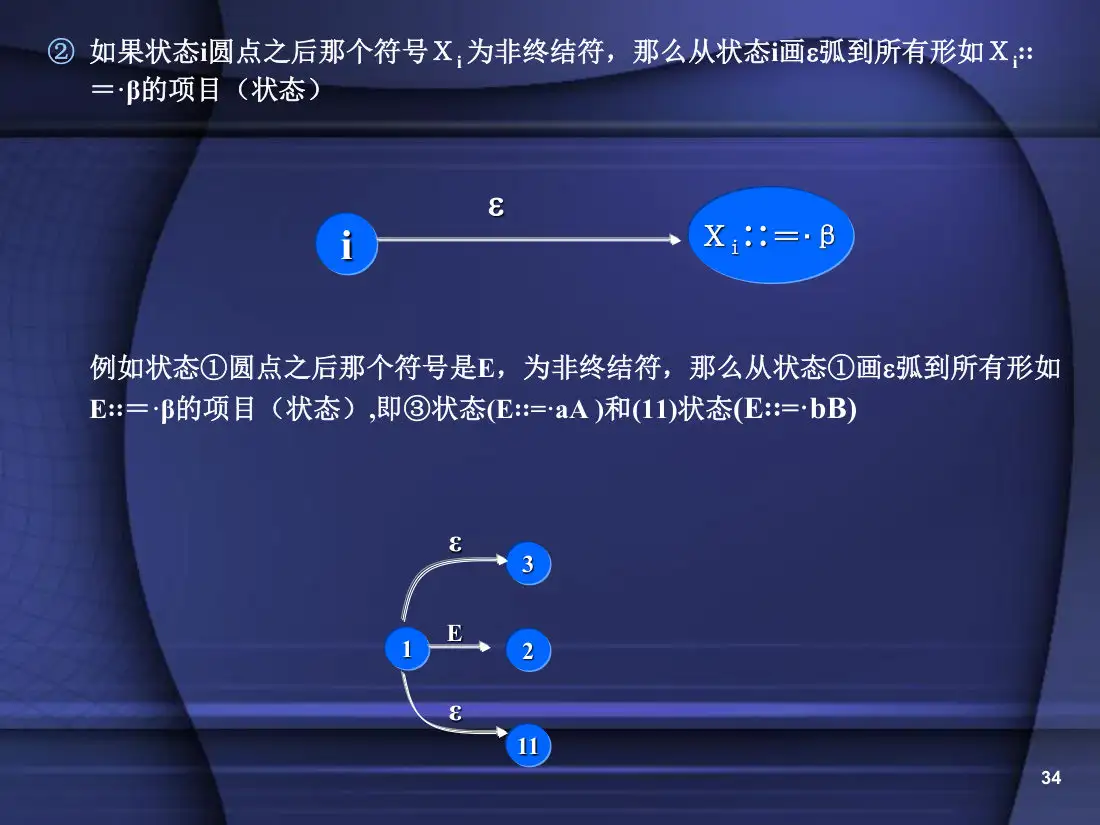 ② 如果状态i圆点之后那个符号Ｘi为非终结符，那么从状态i画ε弧到所有形如Ｘi::
＝·β的项目（状态）
ε
i
Ｘi∷＝·β
例如状态①圆点之后那个符号是E，为非终结符，那么从状态①画ε弧到所有形如
E::＝·β的项目（状态）,即③状态(E::=·aA )和(11)状态(E::=·bB)
ε
3
1
E
2
ε
11
34